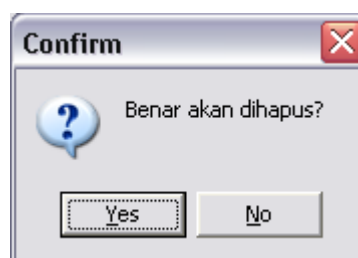 Confirm
Benar akan dihapus?
Yes
No